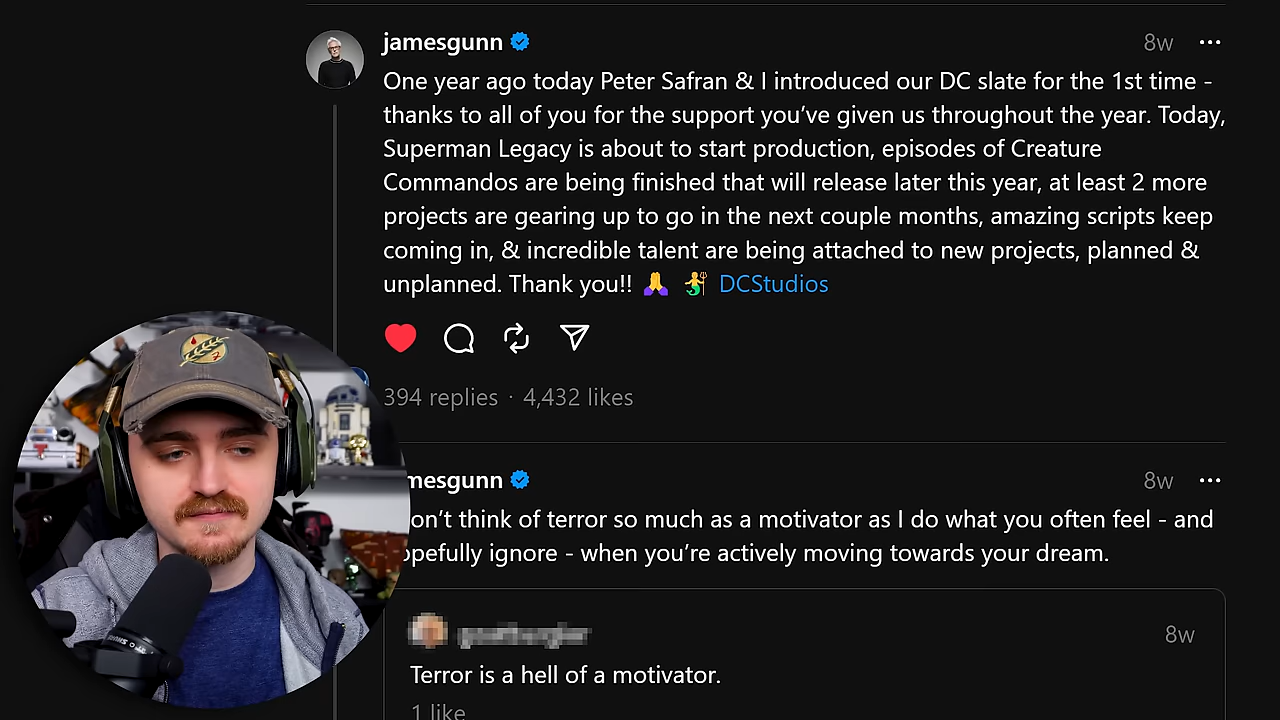 jamesgunn
8w
One year ago today Peter Safran & I introduced our DC slate for the 1st time -
thanks to all of you for the support you’ve given us throughout the year. Today,
Superman Legacy is about to start production, episodes of Creature
Commandos are being finished that will release later this year, at least 2 more
projects are gearing up to go in the next couple months, amazing scripts keep
coming in, & incredible talent are being attached to new projects, planned &
unplanned. Thank you!! 🙏 🧜‍♂️ DCStudios
394 replies · 4,432 likes
mesgunn
8w
on’t think of terror so much as a motivator as I do what you often feel - and
opefully ignore - when you’re actively moving towards your dream.
8w
Terror is a hell of a motivator.
1 like